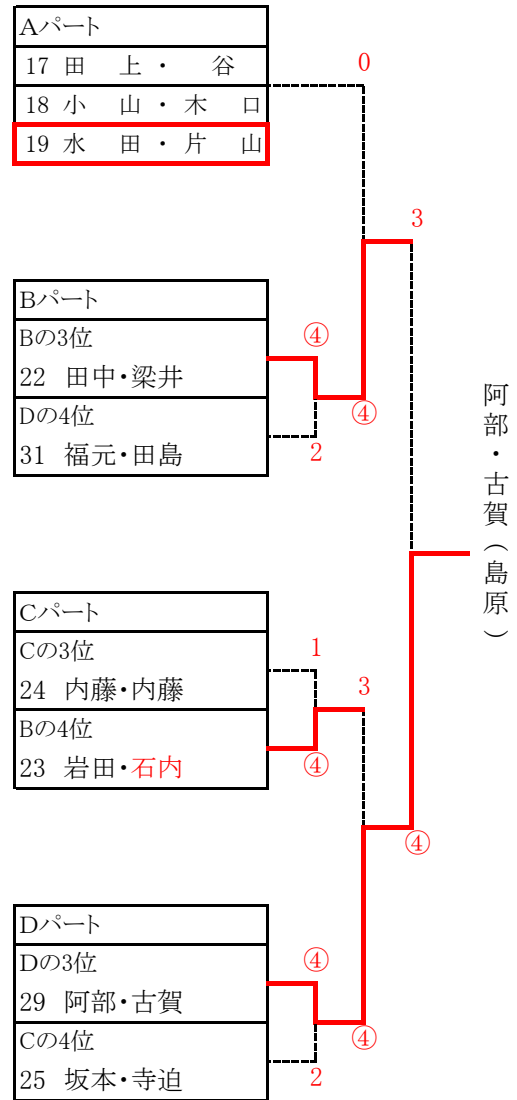 Aパート
17 田 上・ 谷
18 小 山・木 口
19 水 田・片 山
0
3
Bパート
Bの3位
22 田中・梁井
④
Dの4位
31 福元・田島
2
④
阿部・古賀(島原)
Cパート
Cの3位
24 内藤・内藤
1
3
Bの4位
23 岩田・石内
④
④
Dパート
Dの3位
29 阿部・古賀
④
Cの4位
25 坂本・寺迫
2
④